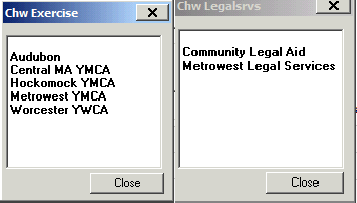 Chw Exercise
Audubon
Central MA YMCA
Hockomock YMCA
Metrowest YMCA
Worcester YWCA
Close
Chw Legalsrvs
Community Legal Aid
Metrowest Legal Services
Close